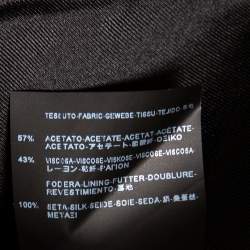 TESSUTO-FABRIC-GEWEBE-TISSU-TEJIDO
57% ACETATO-ACETATE-ACETAT-ACETATE-
ACETATO-アセテート
43% VISCOSA-VISCOSE-VISKOSE-VISCOSE-VISCOSA
レーヨン
FODERA-LINING-FUTTER-DOUBLURE-
REVESTIMIENTO-裏地
100% SETA-SILK-SEIDE-SOIE-SEDA-絹